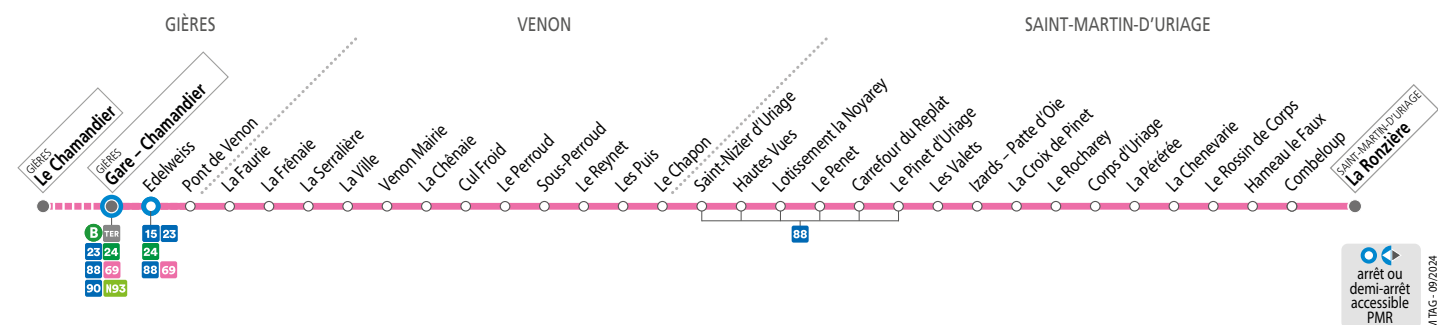 GIÈRES
VENON
SAINT-MARTIN-D'URIAGE
GIÈRES
Le Chamandier
GIÈRES
Gare – Chamandier
Edelweiss
Pont de Venon
La Faurie
La Frênaie
La Serralière
La Ville
Venon Mairie
La Chênaie
Cul Froid
Le Perroud
Sous-Perroud
Le Reynet
Les Puis
Le Chapon
Saint-Nizier d'Uriage
Hautes Vues
Lotissement la Noyarey
Le Penet
Carrefour du Replat
Le Pinet d'Uriage
Les Valets
Izards – Patte d'Oie
La Croix de Pinet
Le Rocharey
Corps d'Uriage
La Pérérée
La Chenevarie
Le Rossin de Corps
Hameau le Faux
Combeloup
SAINT-MARTIN-D'URIAGE
La Ronzière
B TER
23 24
88 69
90 N93
15 23
24
88 69
88
arrêt ou
demi-arrêt
accessible
PMR
M TAG - 09/2024